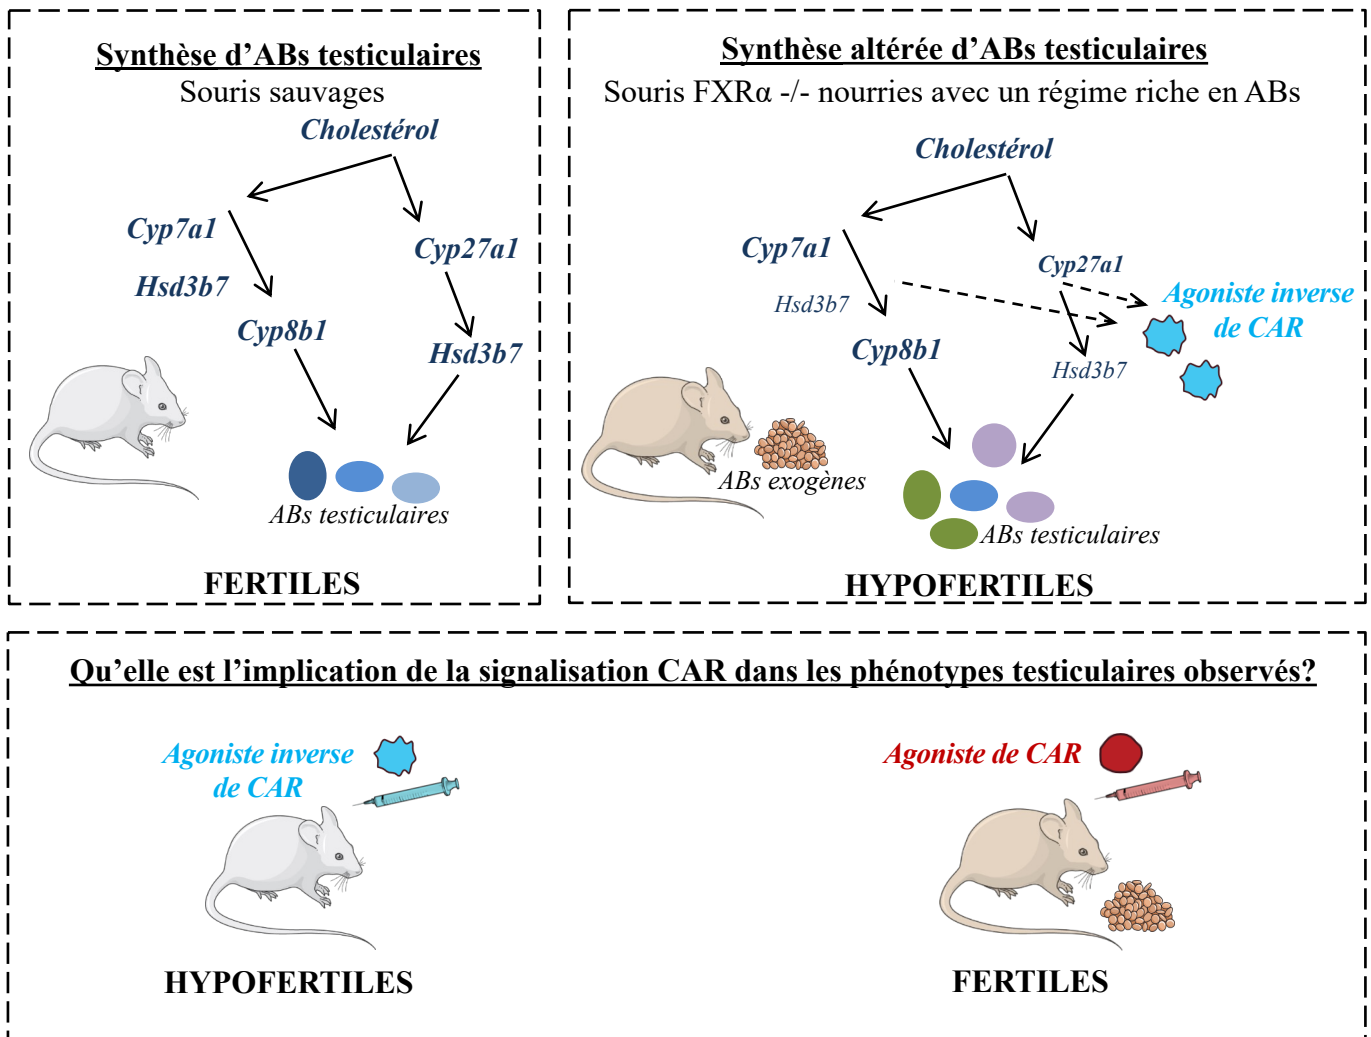 Synthèse d'ABs testiculaires
Souris sauvages
Cholestérol
Cyp7a1
Cyp27a1
Hsd3b7
Cyp8b1
Hsd3b7
ABs testiculaires
FERTILES
Synthèse altérée d'ABs testiculaires
Souris FXRα -/- nourries avec un régime riche en ABs
Cholestérol
Cyp7a1
Cyp27a1
Agoniste inverse
de CAR
Hsd3b7
Cyp8b1
Hsd3b7
ABs exogènes
ABs testiculaires
HYPOFERTILES
Qu'elle est l'implication de la signalisation CAR dans les phénotypes testiculaires observés?
Agoniste inverse
de CAR
HYPOFERTILES
Agoniste de CAR
FERTILES